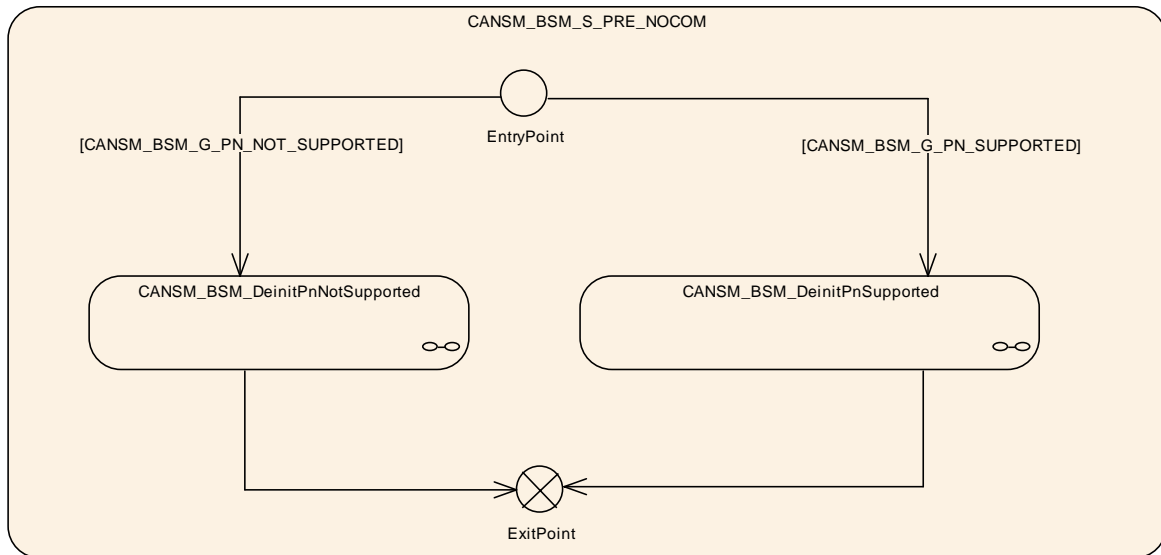 CANSM_BSM_S_PRE_NOCOM
EntryPoint
[CANSM_BSM_G_PN_NOT_SUPPORTED]
[CANSM_BSM_G_PN_SUPPORTED]
CANSM_BSM_DeinitPnNotSupported
CANSM_BSM_DeinitPnSupported
ExitPoint